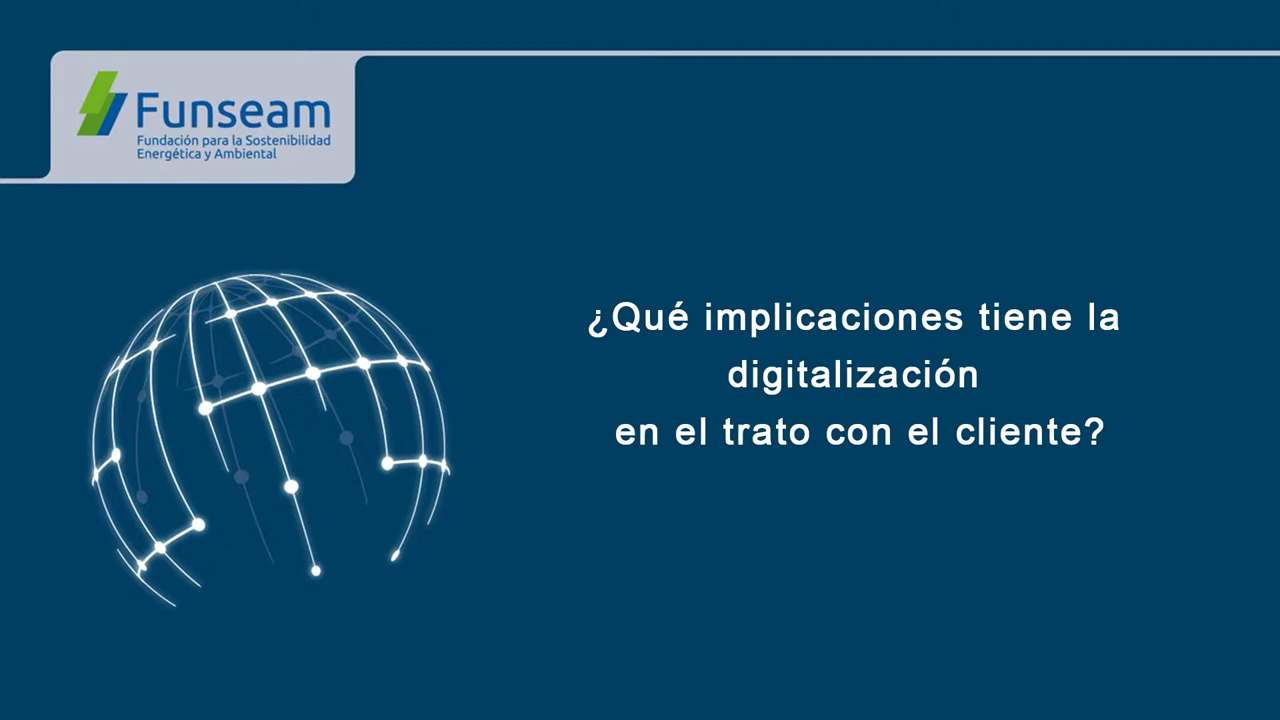 Funseam
Fundación para la Sostenibilidad
Energética y Ambiental
¿Qué implicaciones tiene la
digitalización
en el trato con el cliente?